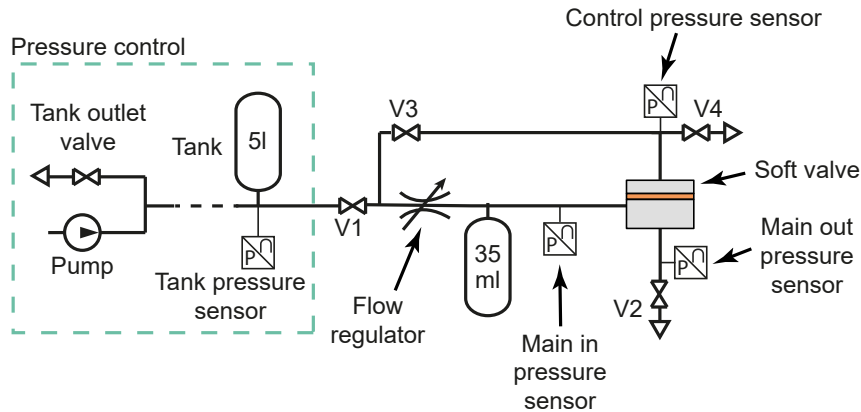 Control pressure sensor
Pressure control
Tank outlet
valve
Tank
5l
V3
V4
P
Soft valve
V1
Pump
P
Tank pressure
sensor
Flow
regulator
35
ml
P
Main in
pressure
sensor
P
Main out
pressure
sensor
V2